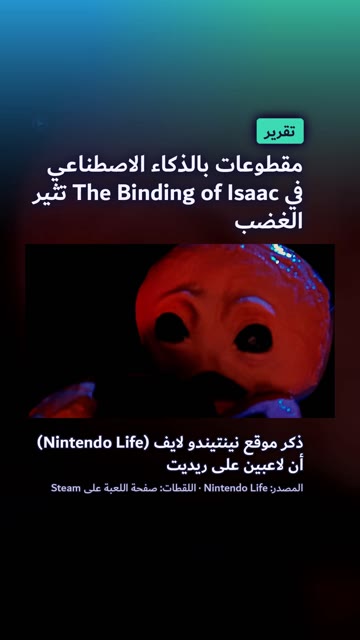 تقرير
مقطوعات بالذكاء الاصطناعي
في The Binding of Isaac تثير
الغضب
ذكر موقع نينتيندو لايف (Nintendo Life)
أن لاعبين على ريديت
المصدر: Nintendo Life · اللقطات: صفحة اللعبة على Steam